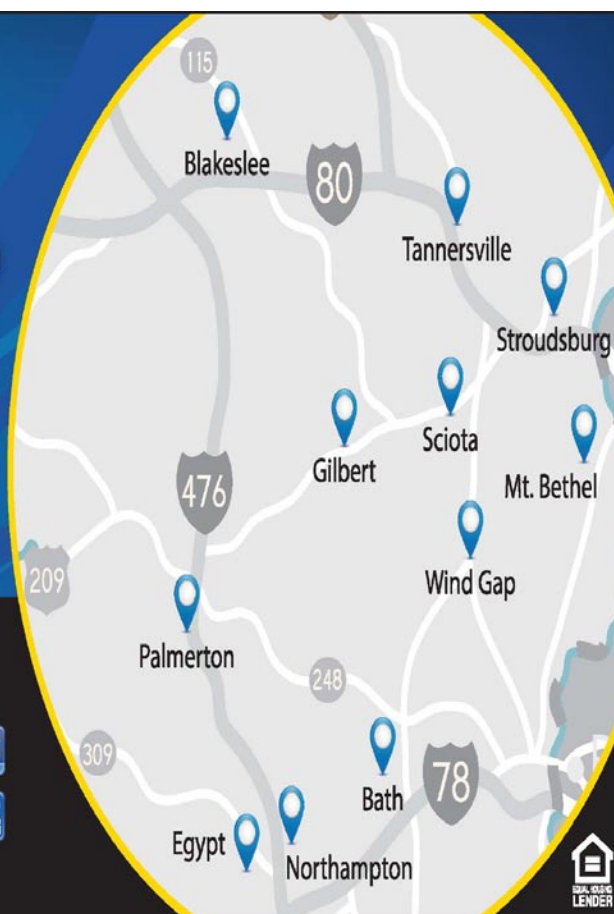 115
Blakeslee
80
Tannersville
Stroudsburg
Sciota
Gilbert
Mt. Bethel
476
Wind Gap
209
Palmerton
248
309
Bath
78
Egypt
Northampton
EQUAL HOUSING
LENDER